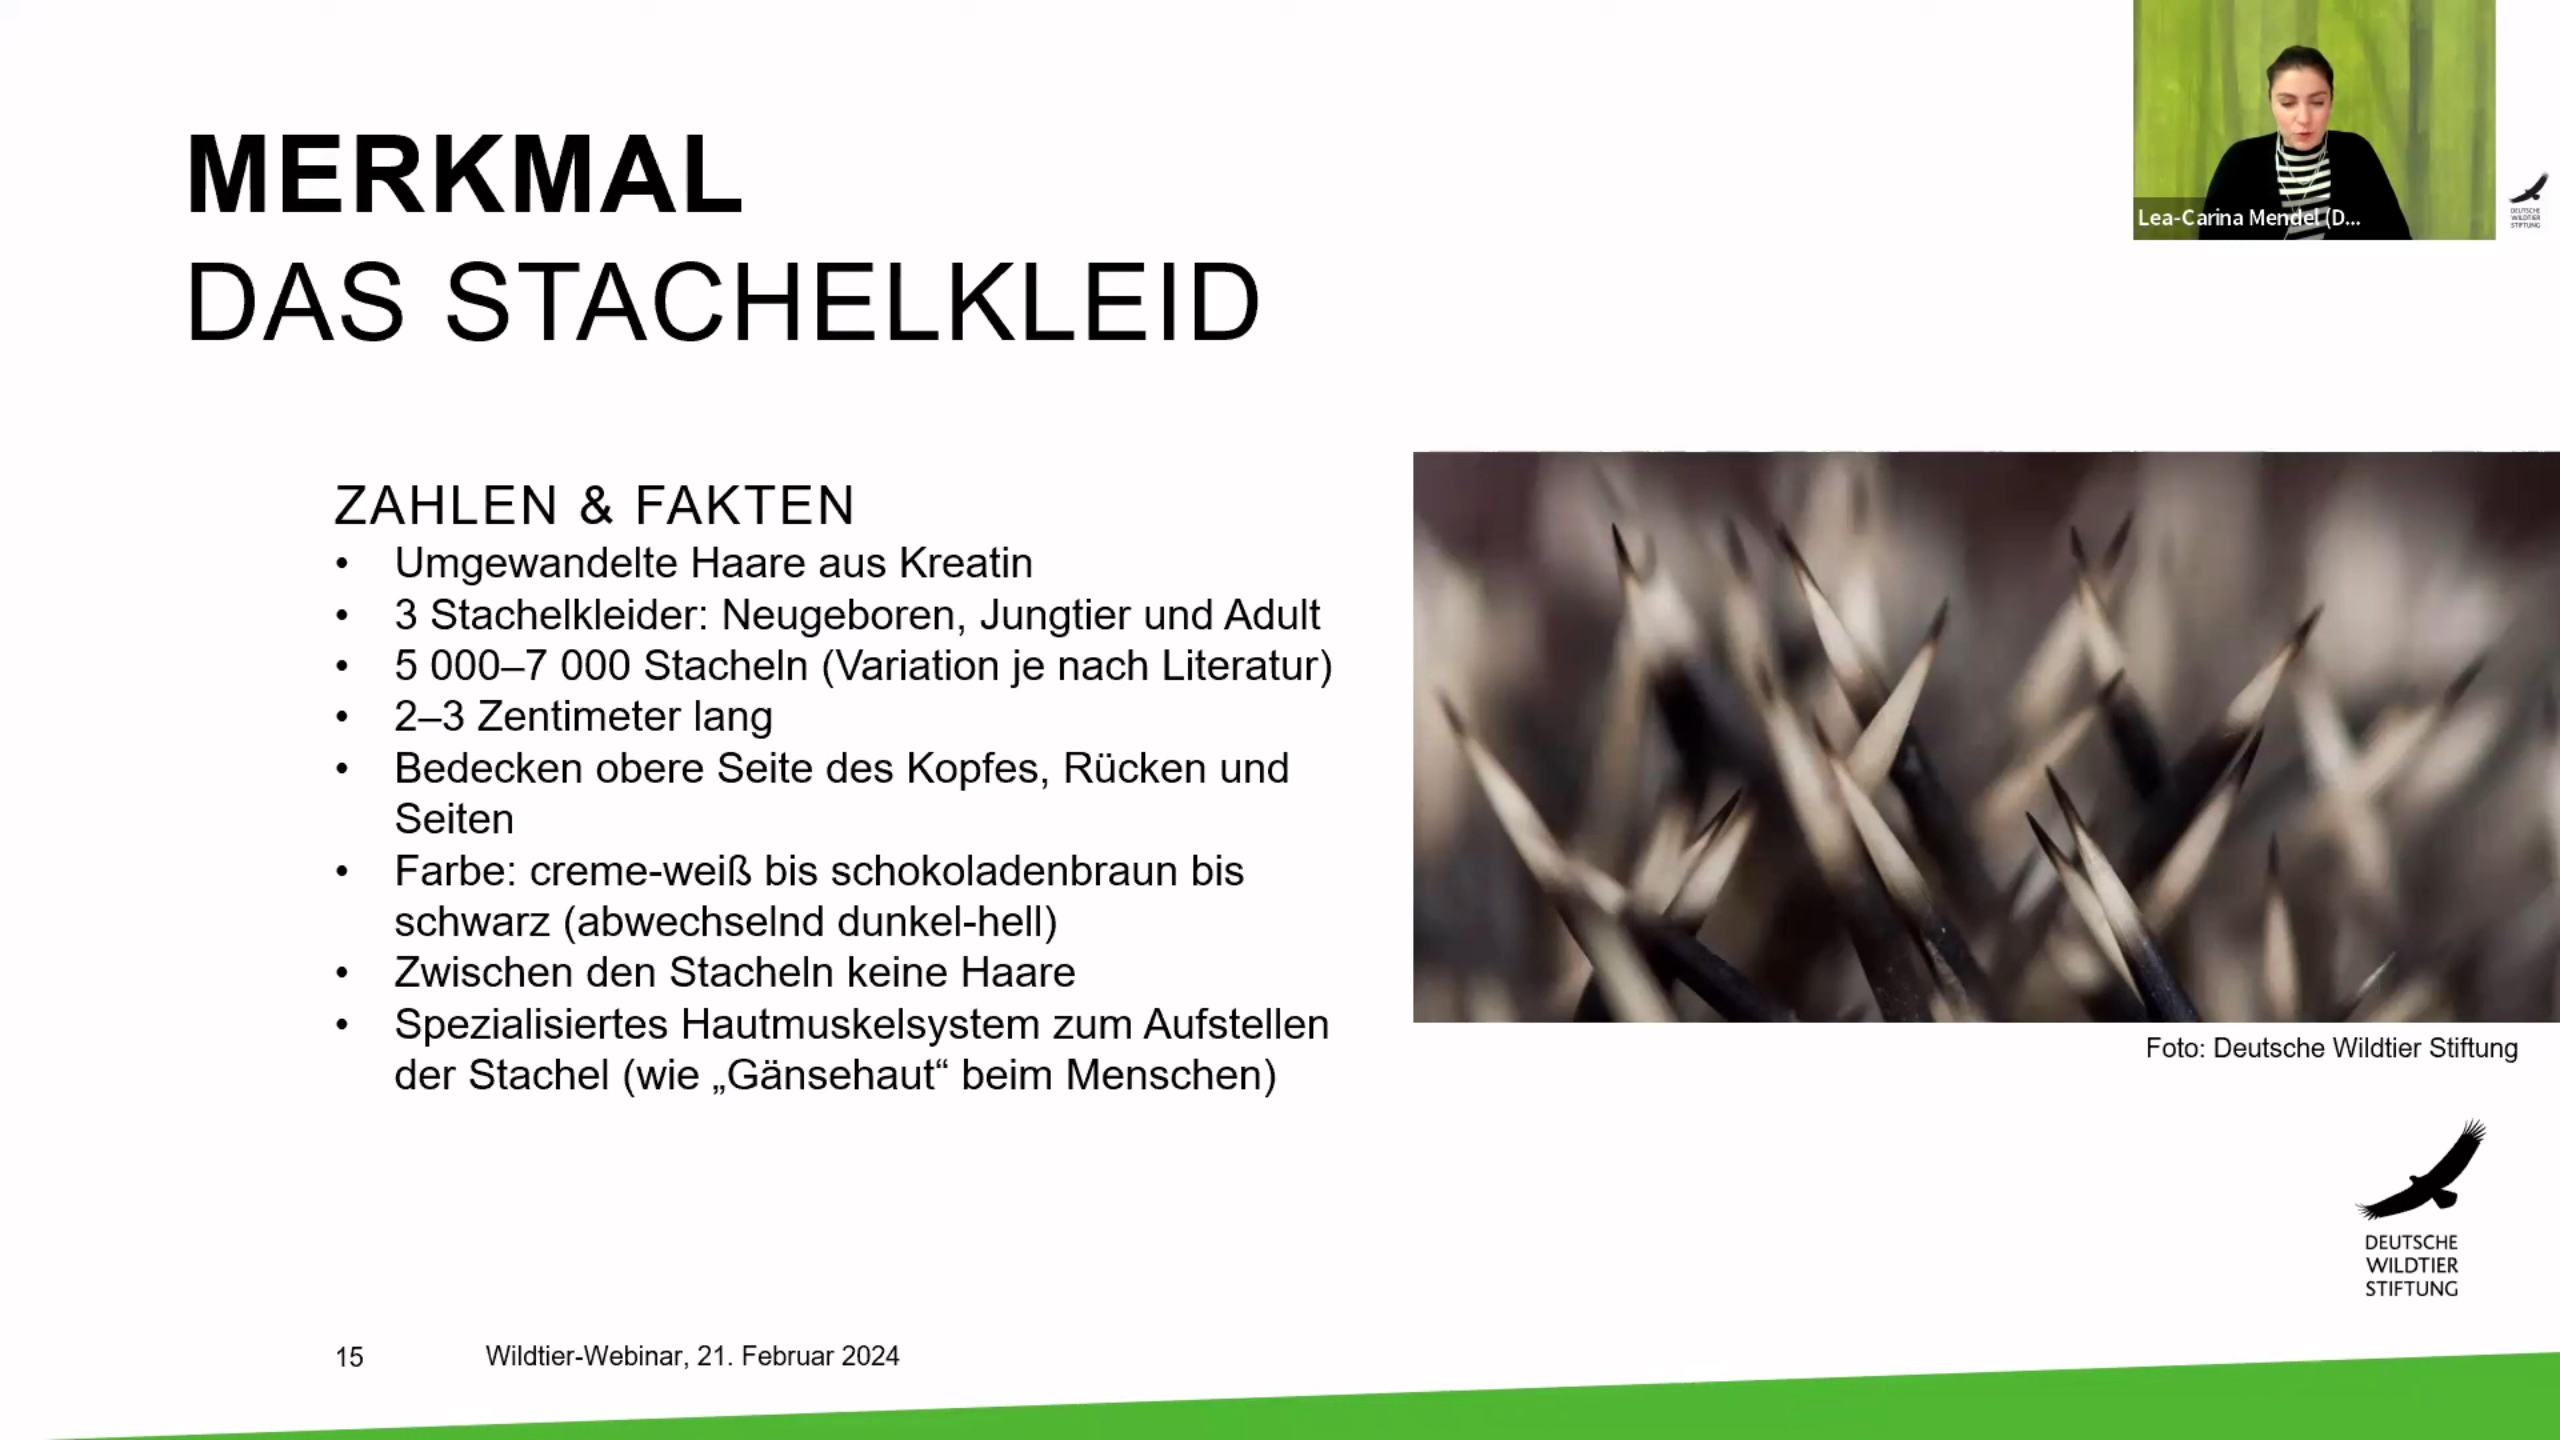 MERKMAL
DAS STACHELKLEID
Lea-Carina Mendel (D...
DEUTSCHE
WILDTIER
STIFTUNG
ZAHLEN & FAKTEN
• Umgewandelte Haare aus Kreatin
• 3 Stachelkleider: Neugeboren, Jungtier und Adult
• 5 000–7 000 Stacheln (Variation je nach Literatur)
• 2–3 Zentimeter lang
• Bedecken obere Seite des Kopfes, Rücken und
Seiten
• Farbe: creme-weiß bis schokoladenbraun bis
schwarz (abwechselnd dunkel-hell)
• Zwischen den Stacheln keine Haare
• Spezialisiertes Hautmuskelsystem zum Aufstellen
der Stachel (wie „Gänsehaut“ beim Menschen)
Foto: Deutsche Wildtier Stiftung
DEUTSCHE
WILDTIER
STIFTUNG
15 Wildtier-Webinar, 21. Februar 2024